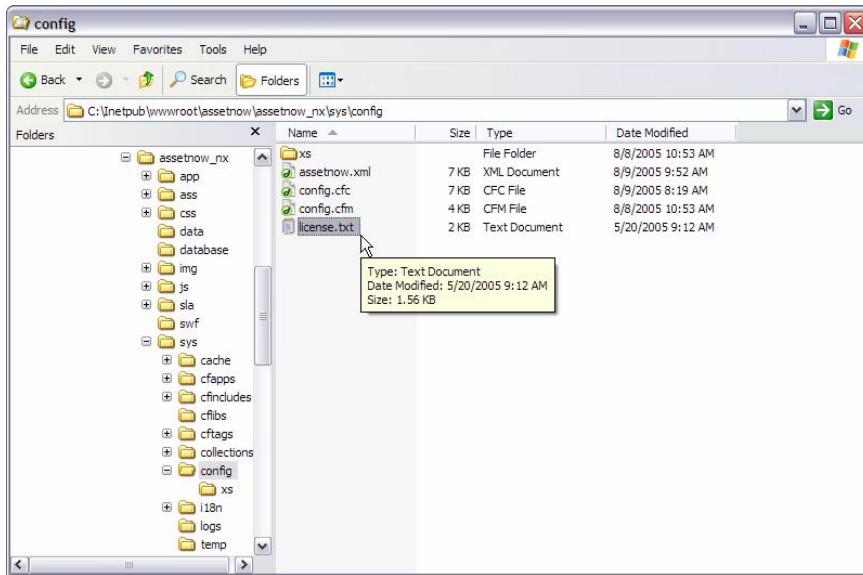 config
File Edit View Favorites Tools Help
Back Search Folders
Address C:\Inetpub\wwwroot\assetnow\assetnow_nx\sys\config Go
Folders x Name Size Type Date Modified
assetnow_nx
app
ass
css
data
database
img
js
sla
swf
sys
cache
cfapps
cfincludes
cflibs
cftags
collections
config
xs
i18n
logs
temp
xs File Folder 8/8/2005 10:53 AM
assetnow.xml 7 KB XML Document 8/9/2005 9:52 AM
config.cfc 7 KB CFC File 8/9/2005 8:19 AM
config.cfm 4 KB CFM File 8/8/2005 10:53 AM
license.txt 2 KB Text Document 5/20/2005 9:12 AM
Type: Text Document
Date Modified: 5/20/2005 9:12 AM
Size: 1.56 KB